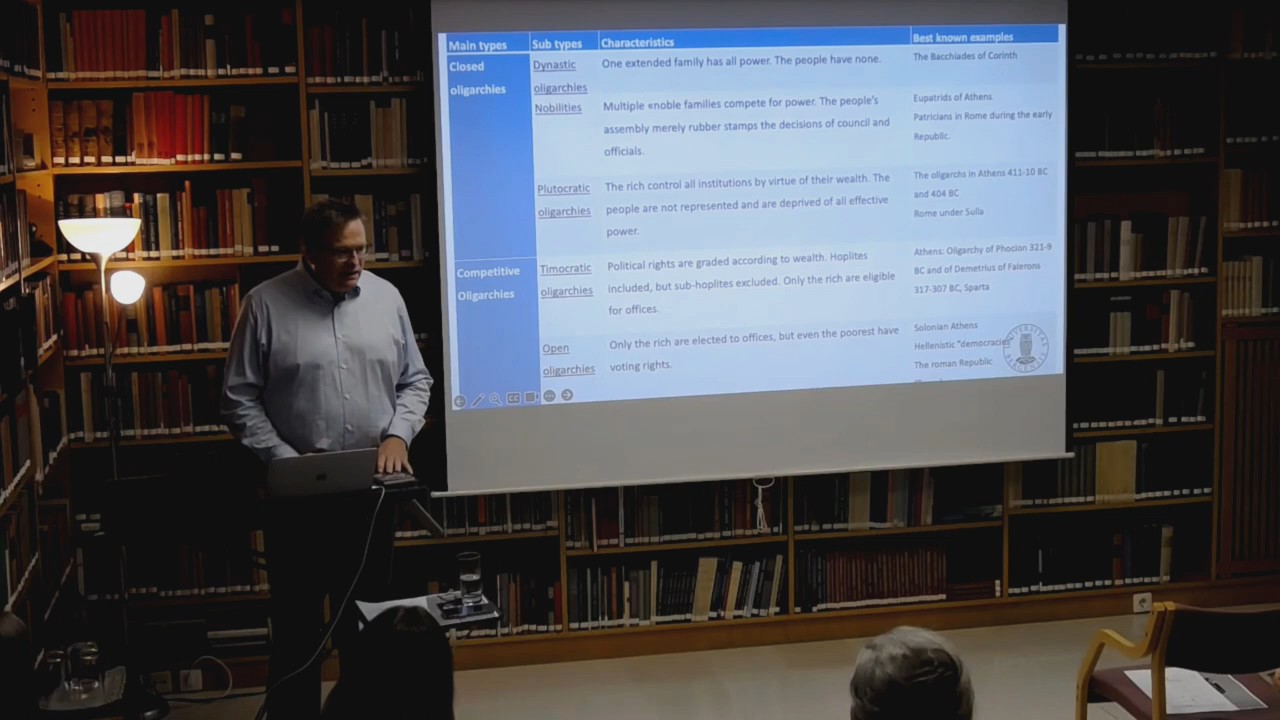 Main types Sub types Characteristics Best known examples
Closed
oligarchies
Dynastic
oligarchies
One extended family has all power. The people have none.
The Bacchiades of Corinth
Nobilities
Multiple «noble families compete for power. The people's
assembly merely rubber stamps the decisions of council and
officials.
Eupatrids of Athens.
Patricians in Rome during the early
Republic.
Plutocratic
oligarchies
The rich control all institutions by virtue of their wealth. The
people are not represented and are deprived of all effective
power.
The oligarchs in Athens 411-10 BC
and 404 BC
Rome under Sulla
Competitive
Oligarchies
Timocratic
oligarchies
Political rights are graded according to wealth. Hoplites
included, but sub-hoplites excluded. Only the rich are eligible
for offices.
Athens: Oligarchy of Phocion 321-9
BC and of Demetrius of Falerons
317-307 BC, Sparta
Open
oligarchies
Only the rich are elected to offices, but even the poorest have
voting rights.
Solonian Athens
Hellenistic "democracies
The roman Republic
CC